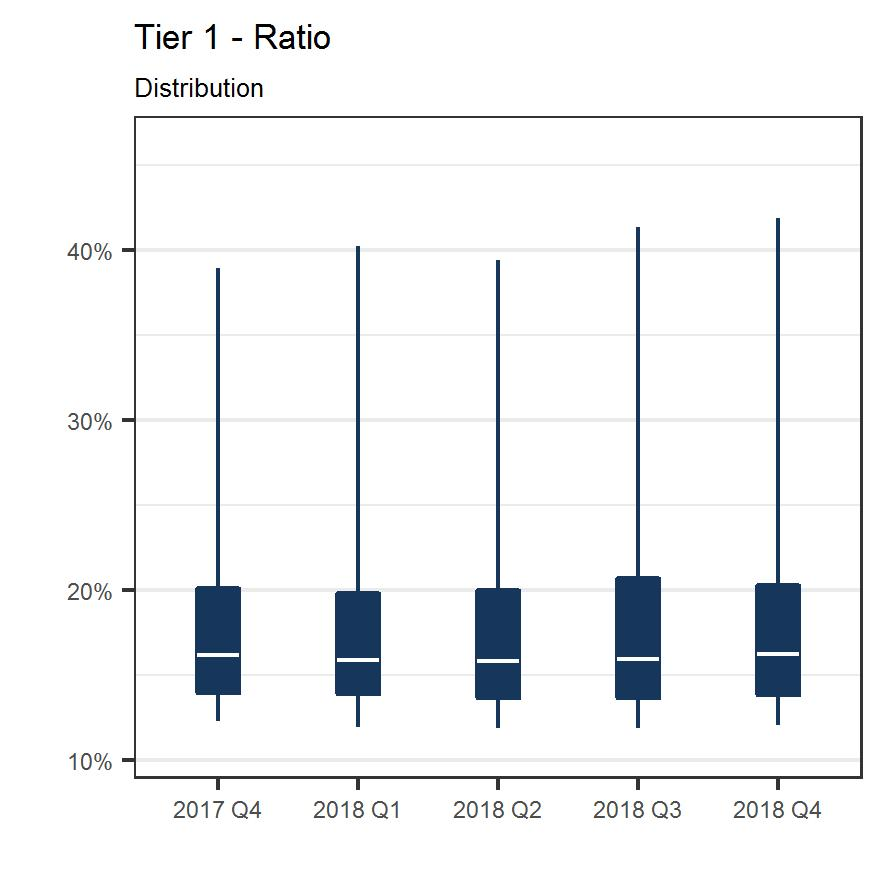 Tier 1 - Ratio
Distribution
40%
30%
20%
10%
2017 Q4 2018 Q1 2018 Q2 2018 Q3 2018 Q4